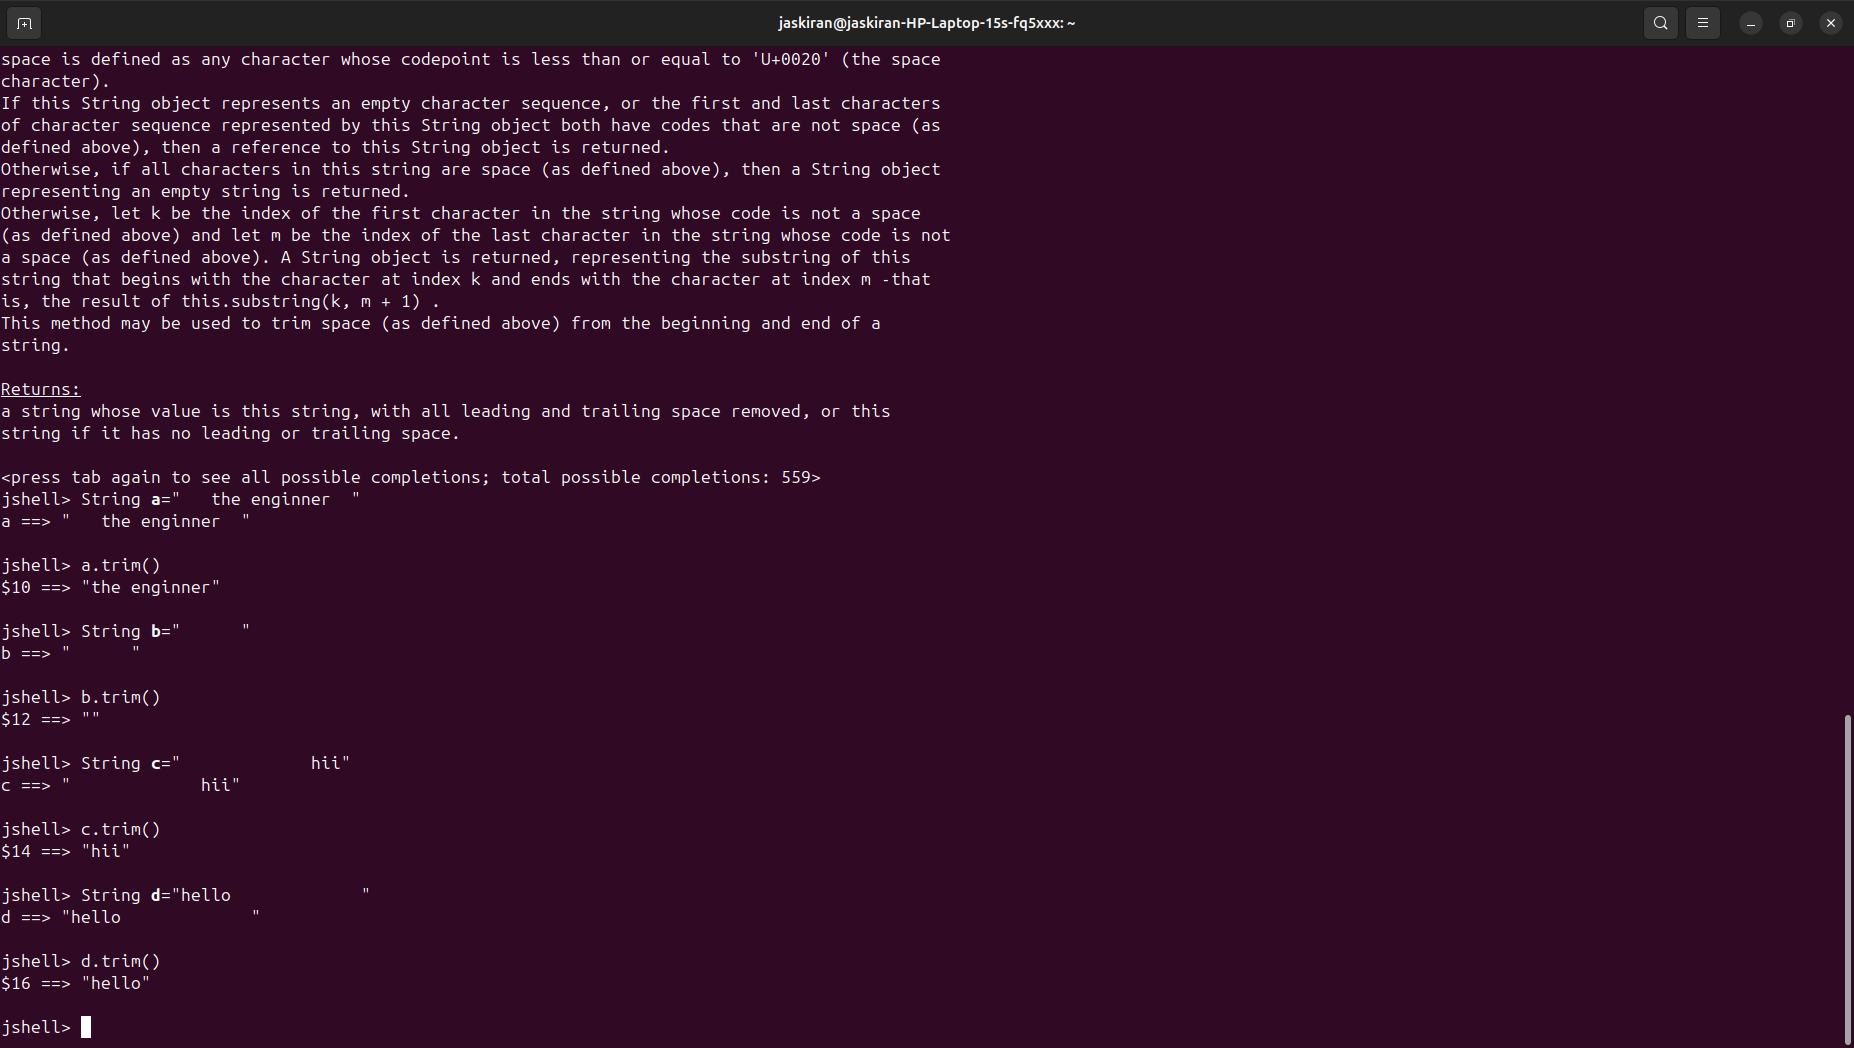 jaskiran@jaskiran-HP-Laptop-15s-fq5xxx: ~
space is defined as any character whose codepoint is less than or equal to 'U+0020' (the space
character).
If this String object represents an empty character sequence, or the first and last characters
of character sequence represented by this String object both have codes that are not space (as
defined above), then a reference to this String object is returned.
Otherwise, if all characters in this string are space (as defined above), then a String object
representing an empty string is returned.
Otherwise, let k be the index of the first character in the string whose code is not a space
(as defined above) and let m be the index of the last character in the string whose code is not
a space (as defined above). A String object is returned, representing the substring of this
string that begins with the character at index k and ends with the character at index m -that
is, the result of this.substring(k, m + 1) .
This method may be used to trim space (as defined above) from the beginning and end of a
string.

Returns:
a string whose value is this string, with all leading and trailing space removed, or this
string if it has no leading or trailing space.

<press tab again to see all possible completions; total possible completions: 559>
jshell> String a="   the enginner  "
a ==> "   the enginner  "

jshell> a.trim()
$10 ==> "the enginner"

jshell> String b="      "
b ==> "      "

jshell> b.trim()
$12 ==> ""

jshell> String c="             hii"
c ==> "             hii"

jshell> c.trim()
$14 ==> "hii"

jshell> String d="hello             "
d ==> "hello             "

jshell> d.trim()
$16 ==> "hello"

jshell>